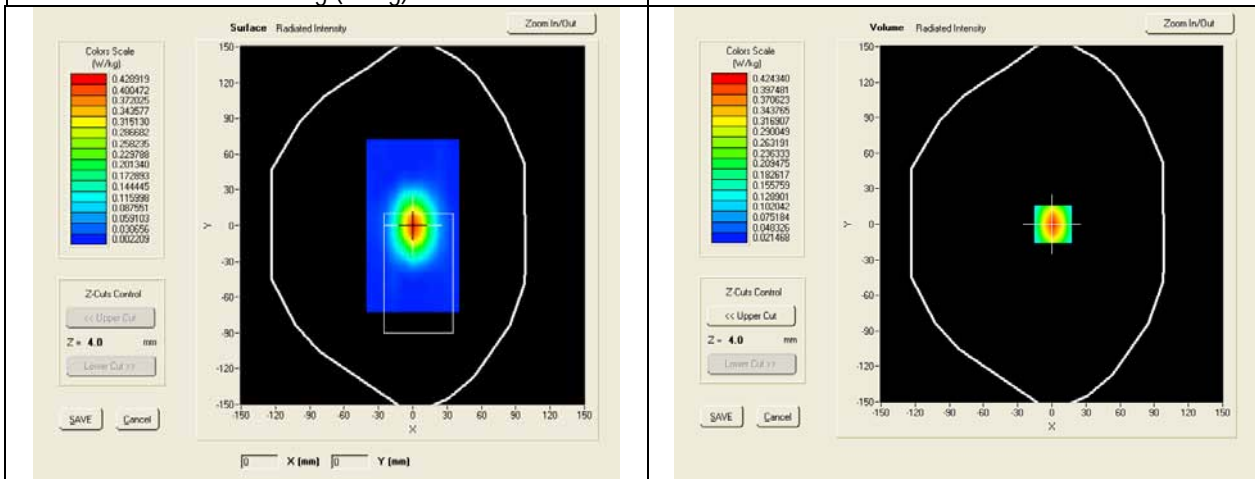 Surface Radiated Intensity
Zoom In/Out
Colors Scale
(W/kg)
0.428919
0.400472
0.372025
0.343577
0.315130
0.286682
0.258235
0.229788
0.201340
0.172893
0.144445
0.115998
0.087551
0.059103
0.030656
0.002209
150
120
90
60
30
0
-30
-60
-90
-120
-150
Y
-150 -120 -90 -60 -30 0 30 60 90 120 150
X
Z-Cuts Control
<< Upper Cut
Z = 4.0 mm
Lower Cut >>
SAVE Cancel
0 X (mm) 0 Y (mm)
Volume Radiated Intensity
Zoom In/Out
Colors Scale
(W/kg)
0.424340
0.397481
0.370623
0.343765
0.316907
0.290049
0.263191
0.236333
0.209475
0.182617
0.155759
0.128901
0.102042
0.075184
0.048326
0.021468
150
120
90
60
30
0
-30
-60
-90
-120
-150
Y
-150 -120 -90 -60 -30 0 30 60 90 120 150
X
Z-Cuts Control
<< Upper Cut
Z = 4.0 mm
Lower Cut >>
SAVE Cancel